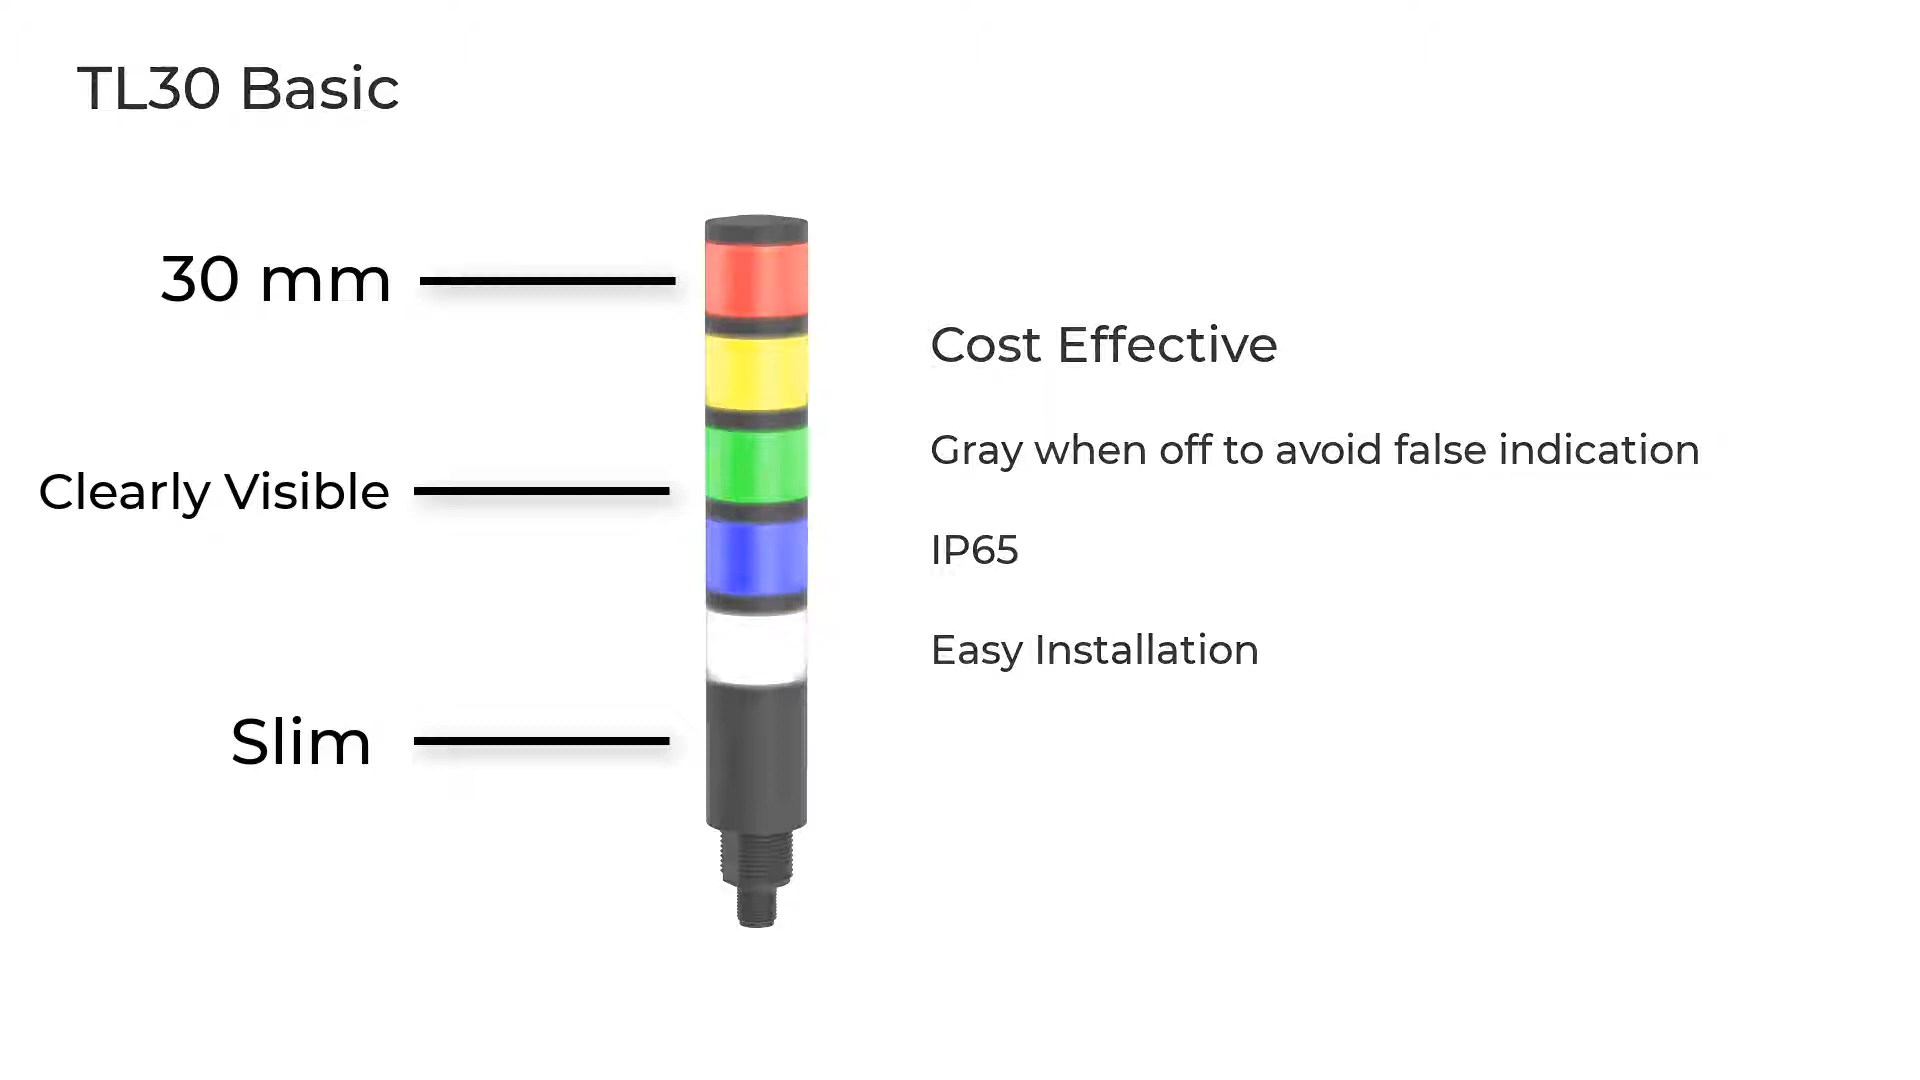 TL30 Basic
30 mm
Clearly Visible
Slim
Cost Effective
Gray when off to avoid false indication
IP65
Easy Installation